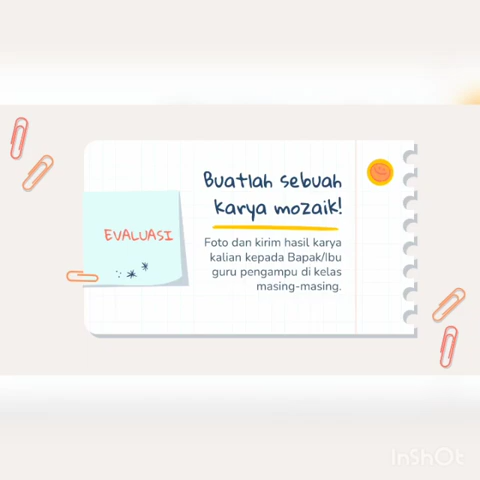 EVALUASI
Buatlah sebuah
karya mozaik!
Foto dan kirim hasil karya
kalian kepada Bapak/Ibu
guru pengampu di kelas
masing-masing.
InShOt